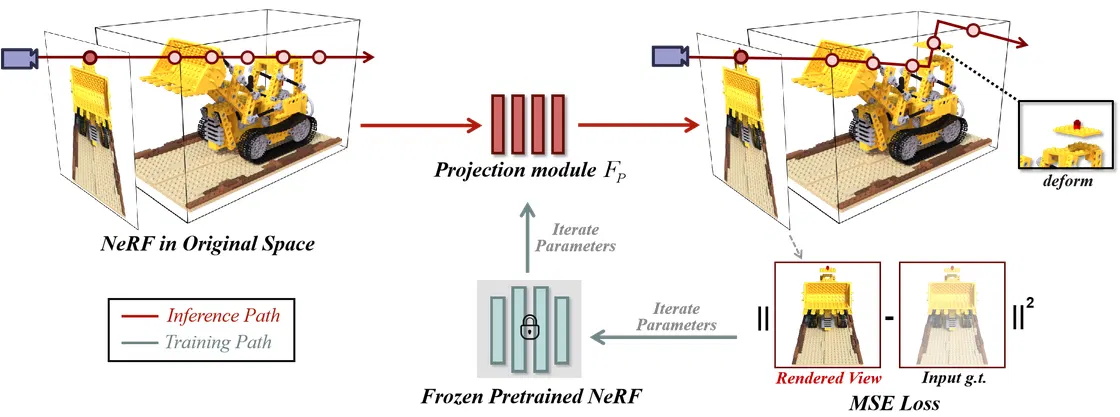 NeRF in Original Space
Inference Path
Training Path
Projection module F_P
Iterate
Parameters
Frozen Pretrained NeRF
Iterate
Parameters
deform
|| - ||²
Rendered View
Input g.t.
MSE Loss